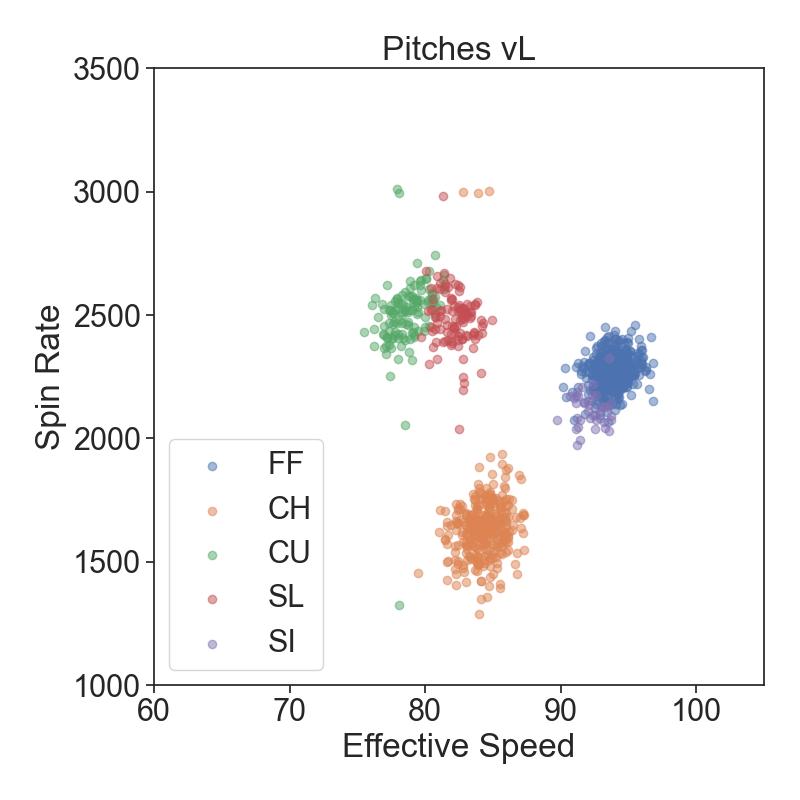 Pitches vL
3500
3000
2500
2000
1500
1000
Spin Rate
FF
CH
CU
SL
SI
60 70 80 90 100
Effective Speed